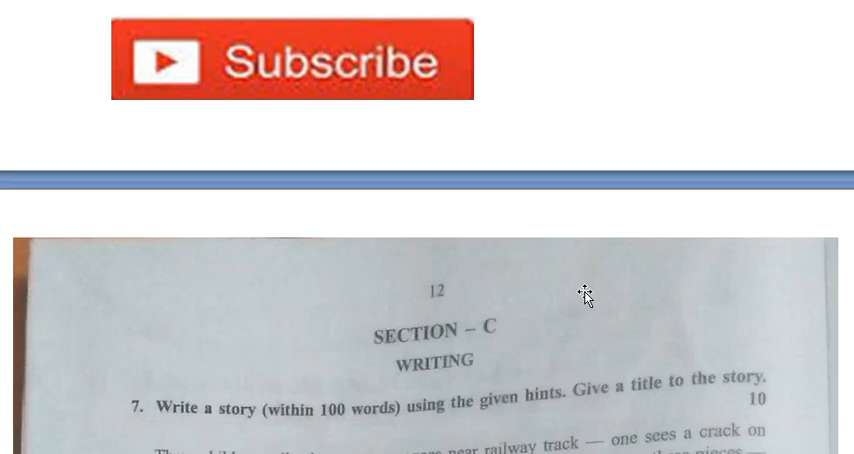 Subscribe
12
SECTION – C
WRITING
7. Write a story (within 100 words) using the given hints. Give a title to the story.
10
near railway track — one sees a crack on